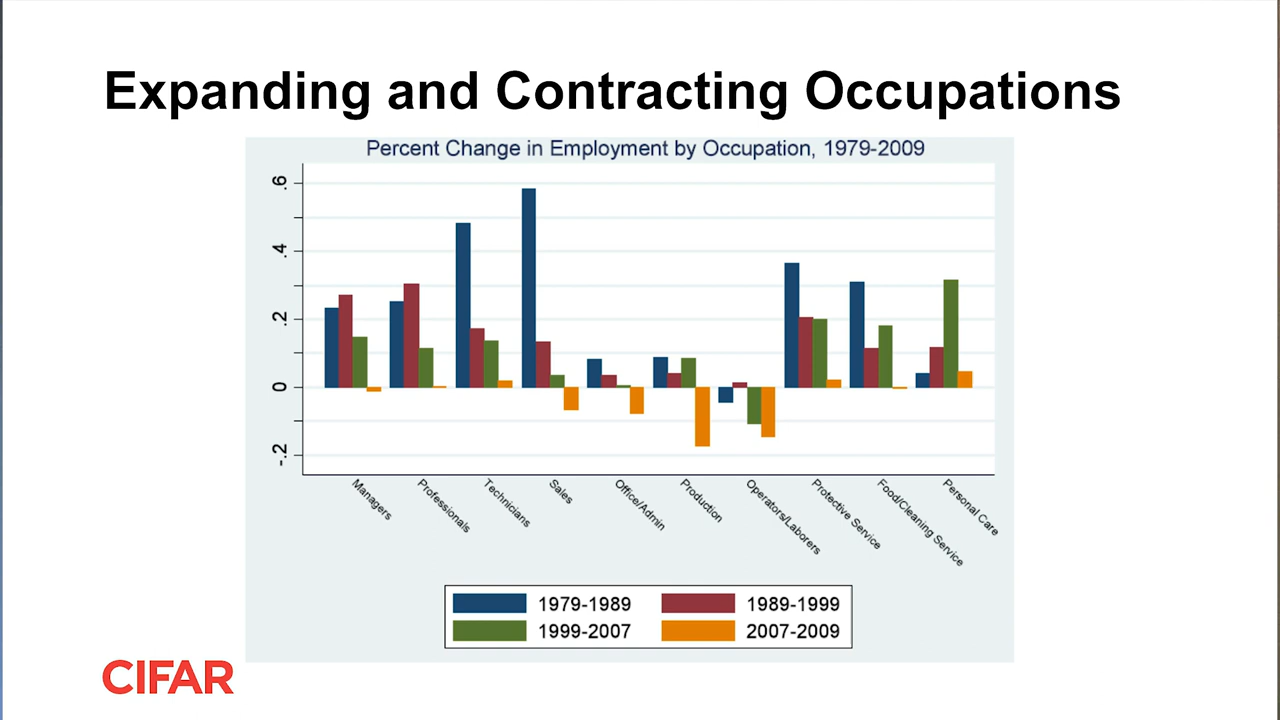 Expanding and Contracting Occupations
Percent Change in Employment by Occupation, 1979-2009
.6
.4
.2
0
-.2
Managers
Professionals
Technicians
Sales
Office/Admin
Production
Operators/Laborers
Protective Service
Food/Cleaning Service
Personal Care
1979-1989 1989-1999
1999-2007 2007-2009
CIFAR